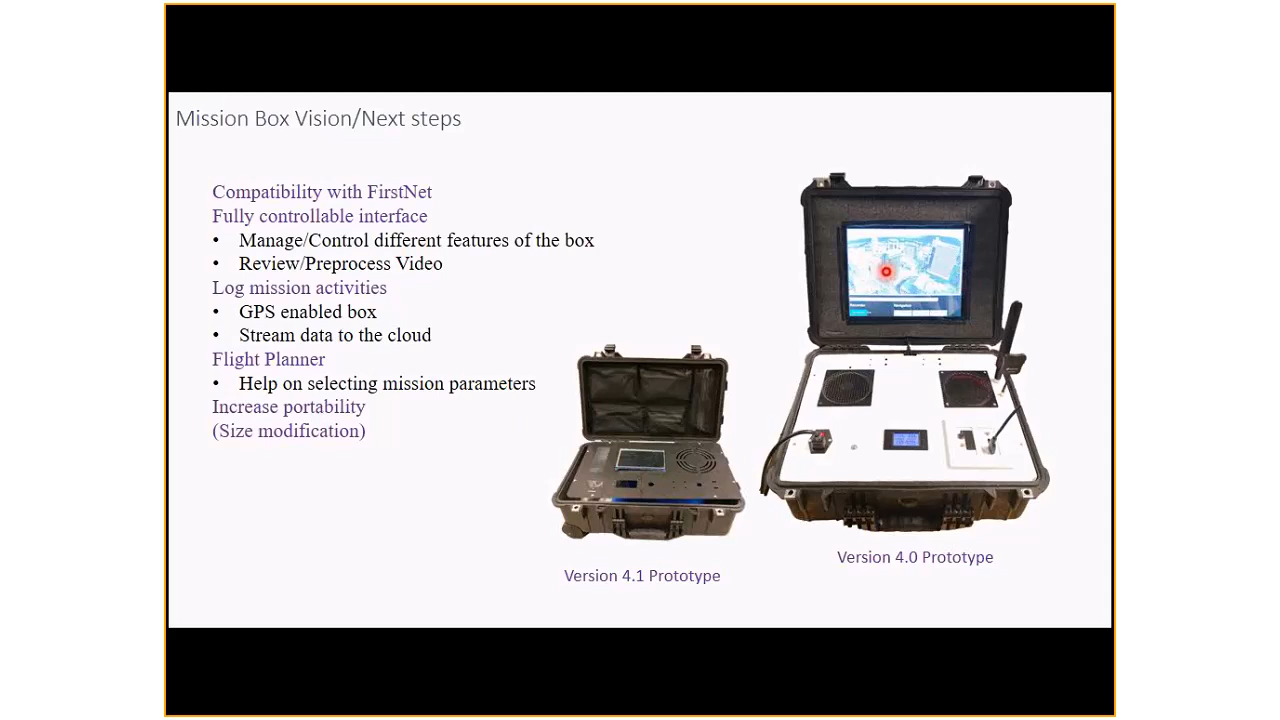 Mission Box Vision/Next steps
Compatibility with FirstNet
Fully controllable interface
• Manage/Control different features of the box
• Review/Preprocess Video
Log mission activities
• GPS enabled box
• Stream data to the cloud
Flight Planner
• Help on selecting mission parameters
Increase portability
(Size modification)
Version 4.1 Prototype
Version 4.0 Prototype